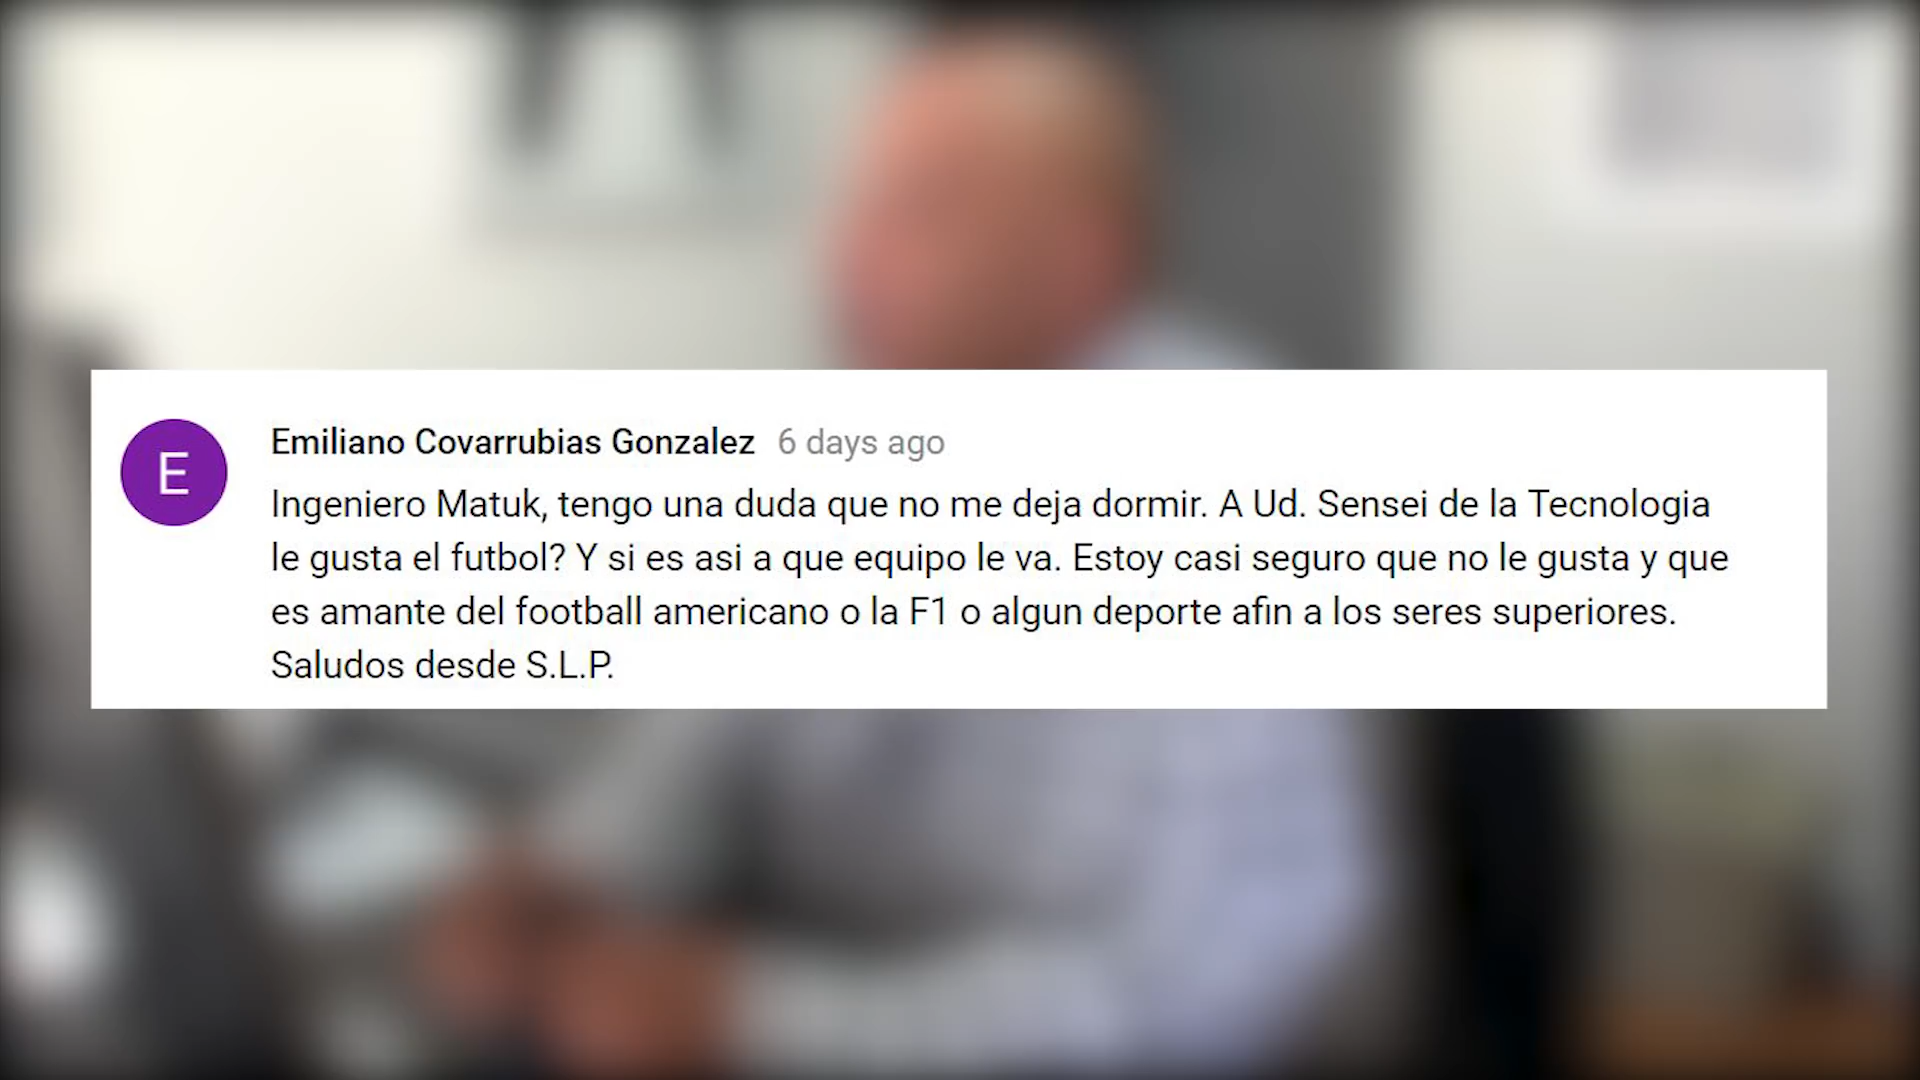 E
Emiliano Covarrubias Gonzalez 6 days ago
Ingeniero Matuk, tengo una duda que no me deja dormir. A Ud. Sensei de la Tecnologia
le gusta el futbol? Y si es asi a que equipo le va. Estoy casi seguro que no le gusta y que
es amante del football americano o la F1 o algun deporte afin a los seres superiores.
Saludos desde S.L.P.